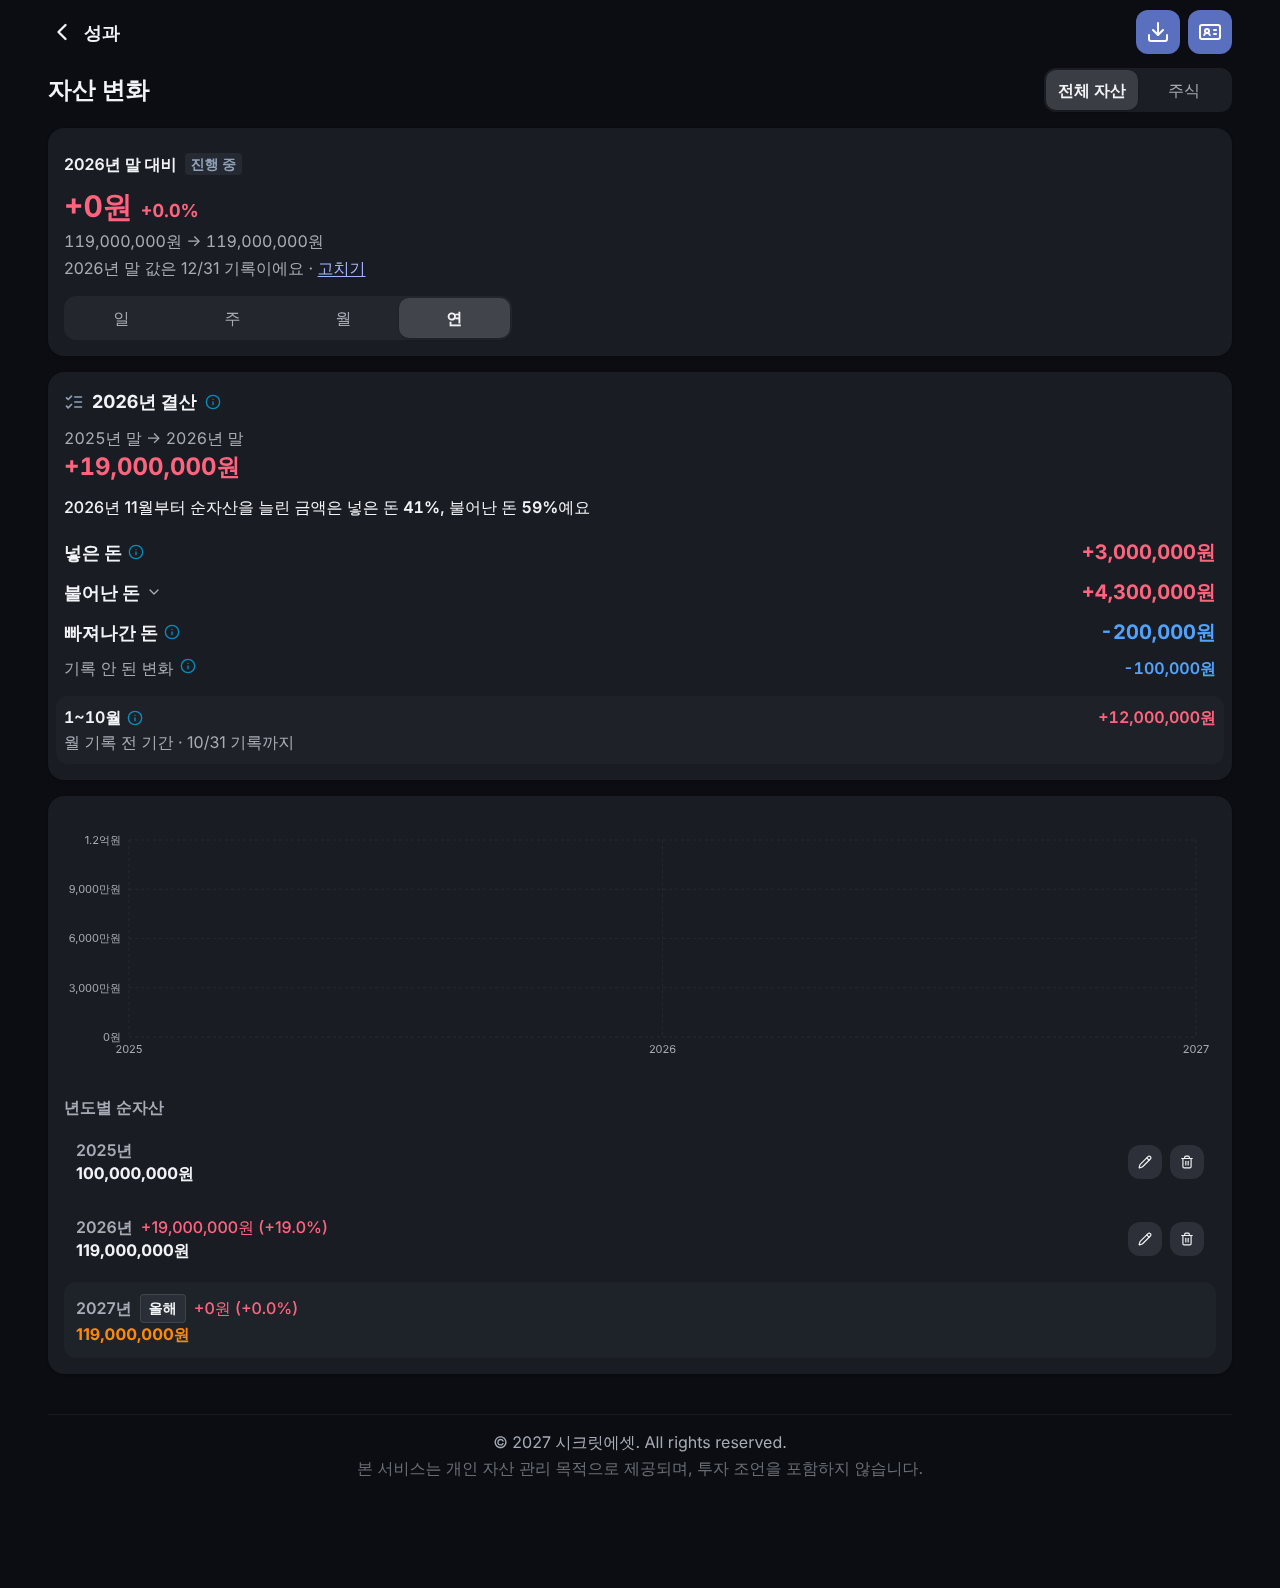 성과
자산 변화
전체 자산
주식
2026년 말 대비 진행 중
+0원 +0.0%
119,000,000원 → 119,000,000원
2026년 말 값은 12/31 기록이에요 · 고치기
일 주 월 연
2026년 결산
2025년 말 → 2026년 말
+19,000,000원
2026년 11월부터 순자산을 늘린 금액은 넣은 돈 41%, 불어난 돈 59%예요
넣은 돈 +3,000,000원
불어난 돈 +4,300,000원
빠져나간 돈 -200,000원
기록 안 된 변화 -100,000원
1~10월 +12,000,000원
월 기록 전 기간 · 10/31 기록까지
1.2억원
9,000만원
6,000만원
3,000만원
0원
2025 2026 2027
년도별 순자산
2025년
100,000,000원
2026년 +19,000,000원 (+19.0%)
119,000,000원
2027년 올해 +0원 (+0.0%)
119,000,000원
© 2027 시크릿에셋. All rights reserved.
본 서비스는 개인 자산 관리 목적으로 제공되며, 투자 조언을 포함하지 않습니다.